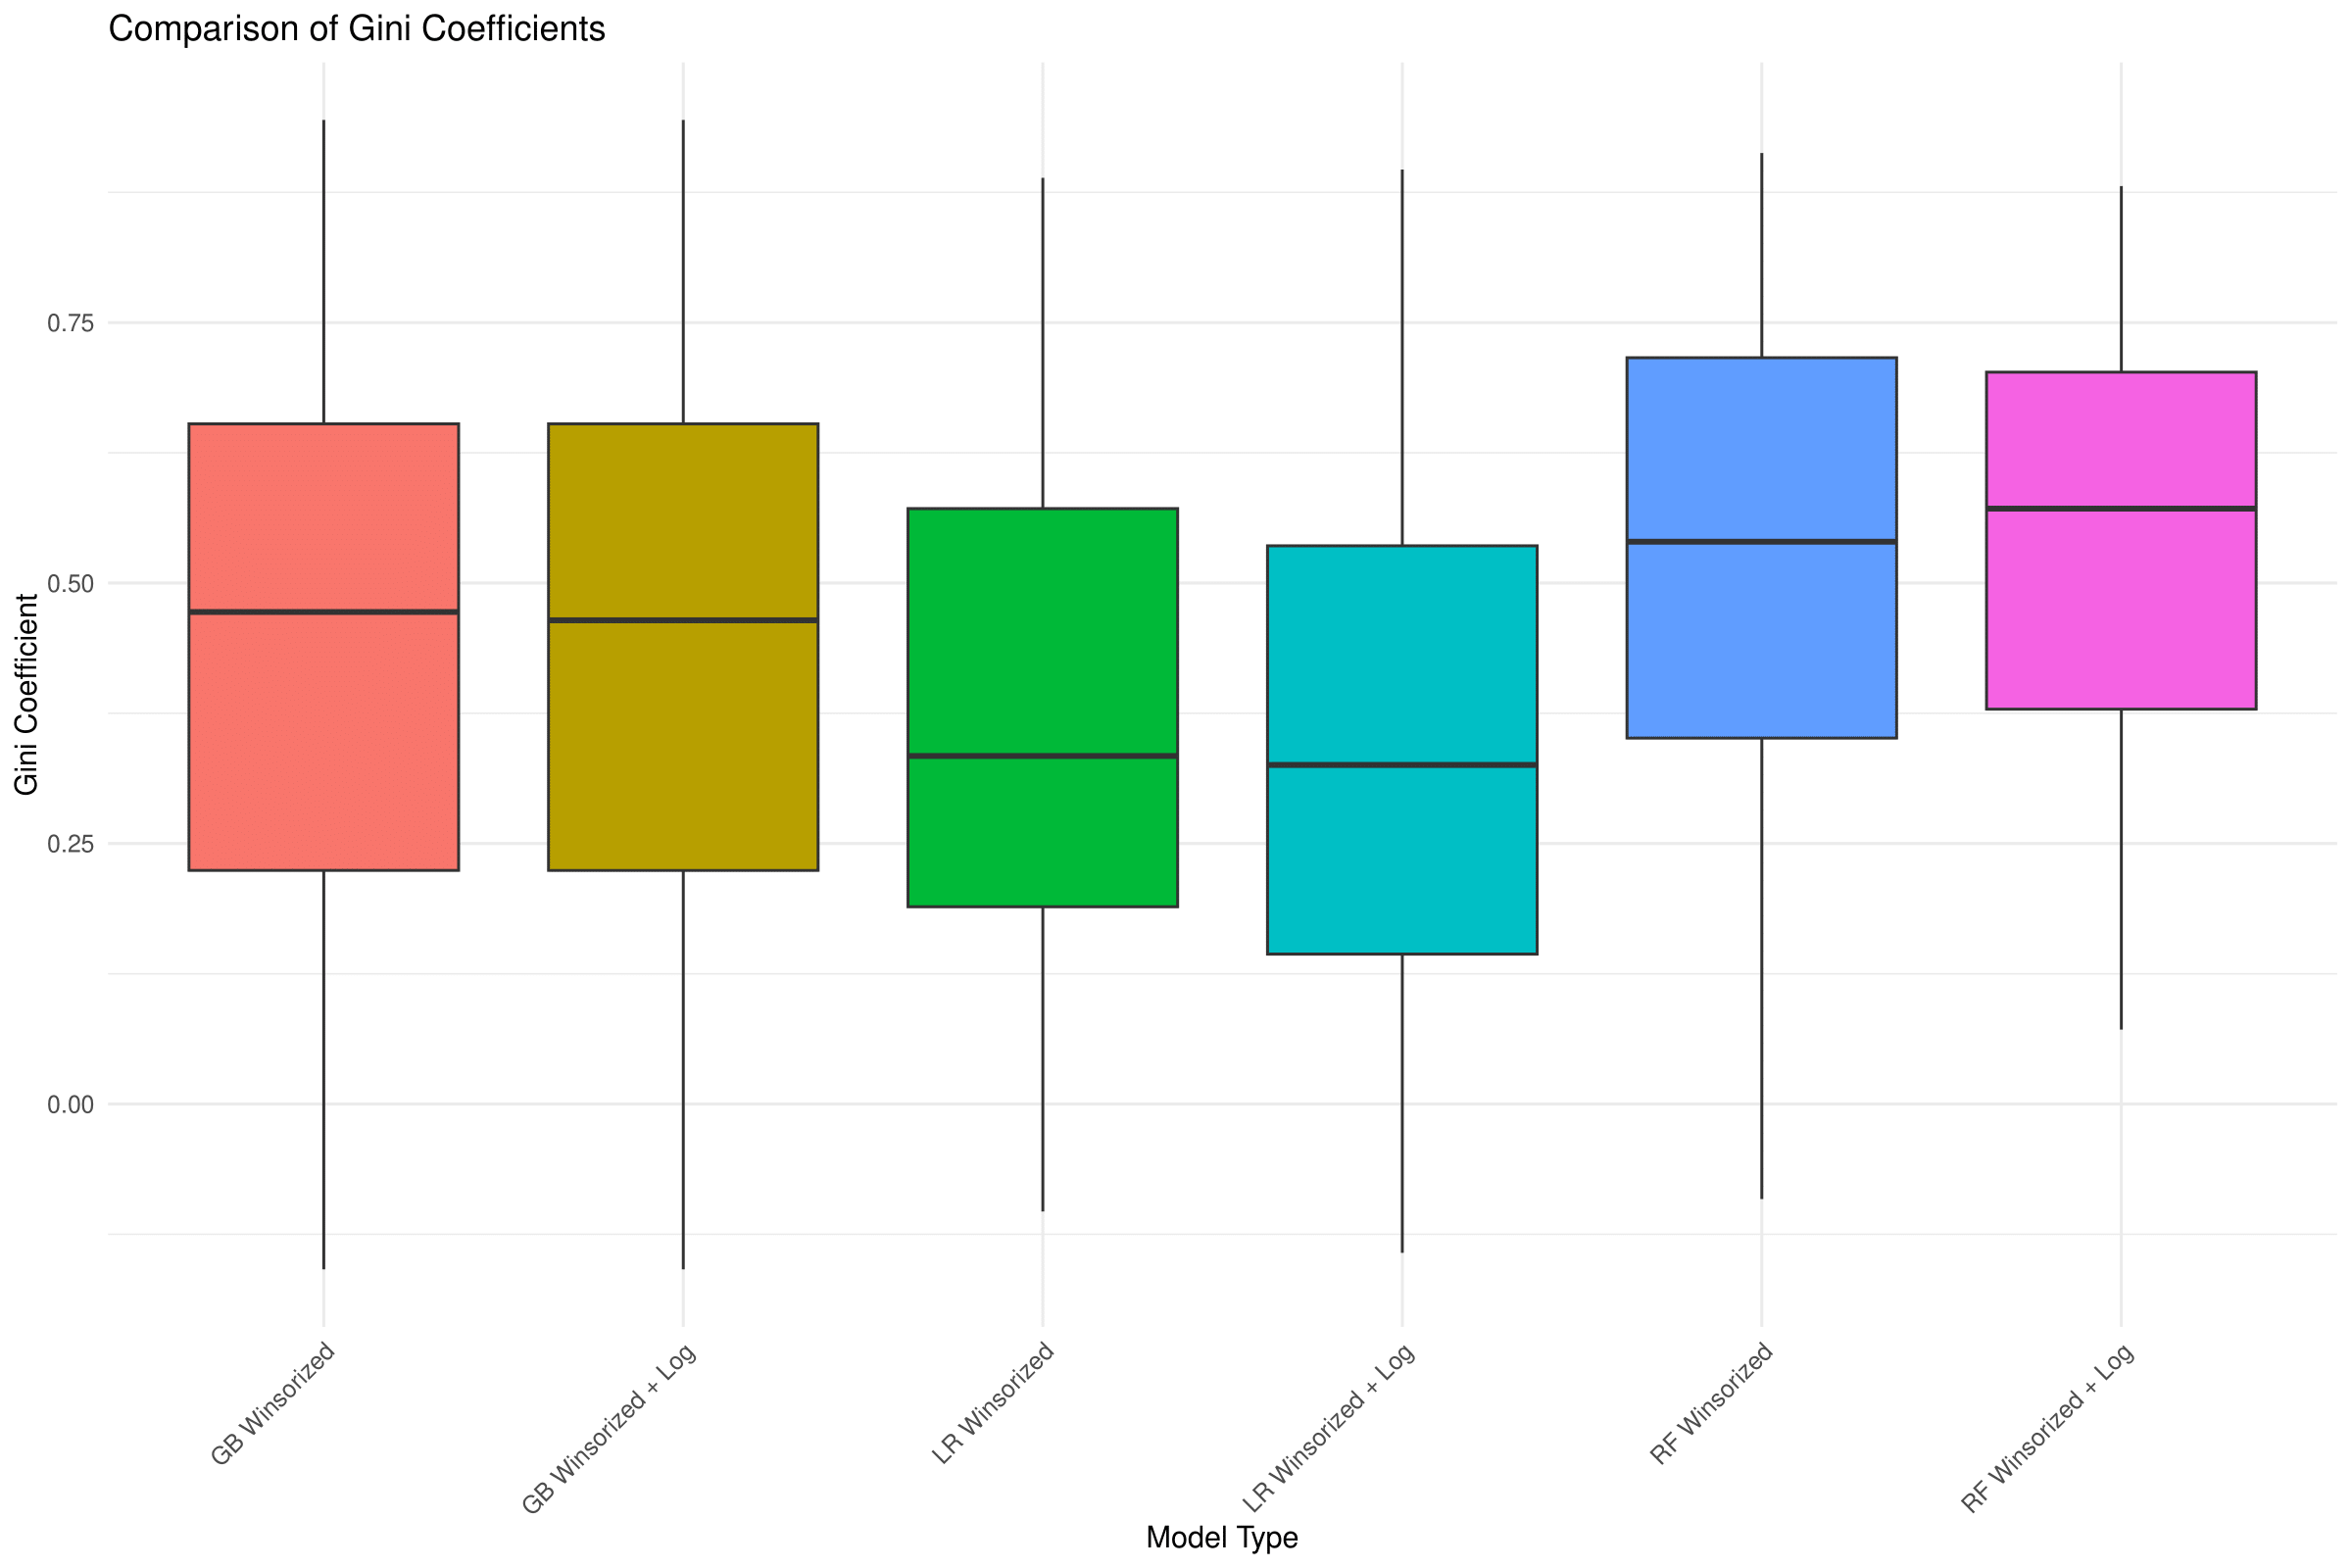 Comparison of Gini Coefficients
Gini Coefficient
0.75
0.50
0.25
0.00
GB Winsorized
GB Winsorized + Log
LR Winsorized
LR Winsorized + Log
RF Winsorized
RF Winsorized + Log
Model Type